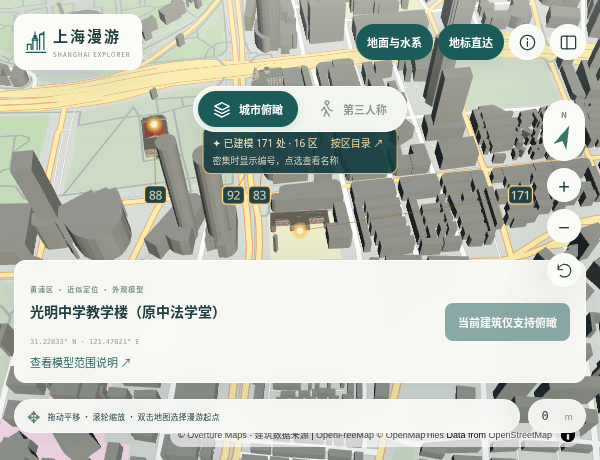 上海漫游
SHANGHAI EXPLORER
地面与水系
地标直达
城市俯瞰
第三人称
✦ 已建模 171 处 · 16 区 按区目录 ↗
密集时显示编号，点选查看名称
N
88
92
83
171
+
−
黄浦区 · 近似定位 · 外观模型
光明中学教学楼（原中法学堂）
31.22833° N · 121.47621° E
查看模型范围说明 ↗
当前建筑仅支持俯瞰
拖动平移 · 滚轮缩放 · 双击地图选择漫游起点
0 m
© Overture Maps · 建筑数据来源 | OpenFreeMap © OpenMapTiles Data from OpenStreetMap